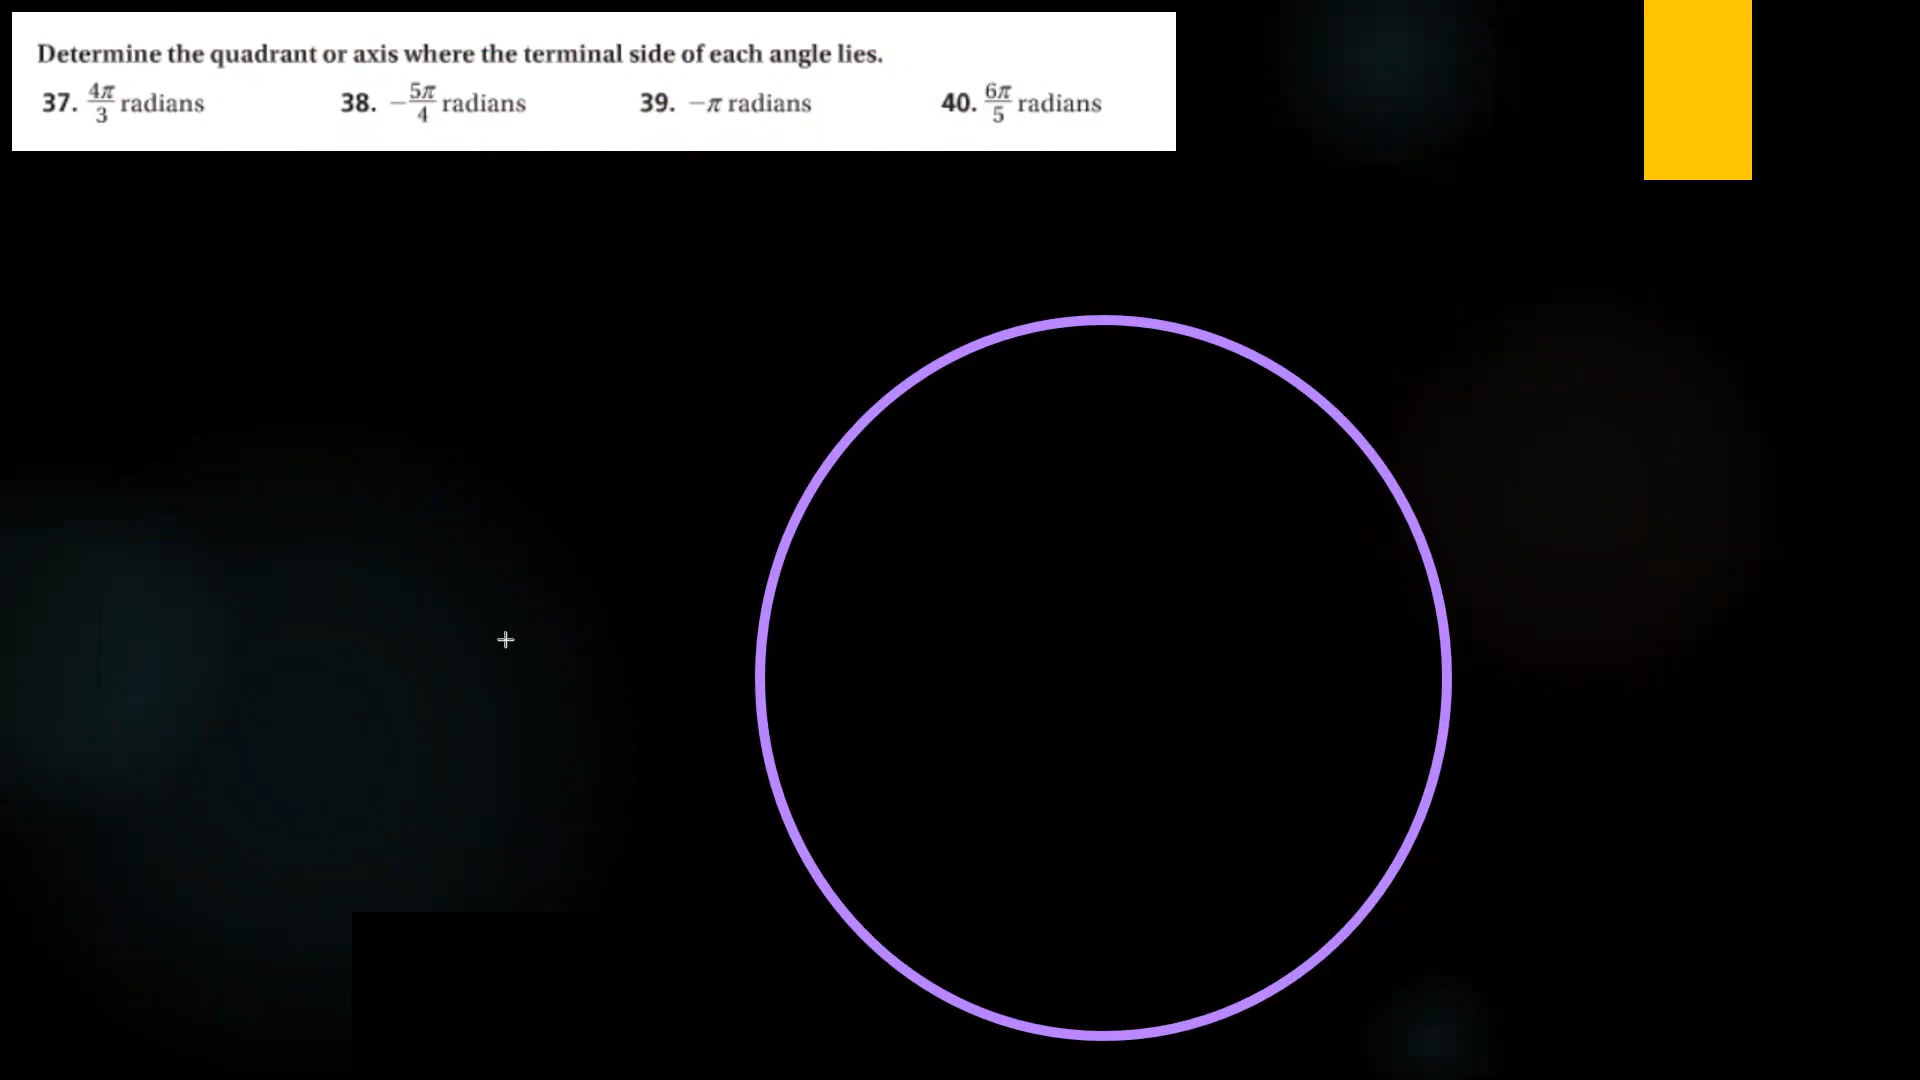 Determine the quadrant or axis where the terminal side of each angle lies.
37. 4π/3 radians 38. −5π/4 radians 39. −π radians 40. 6π/5 radians